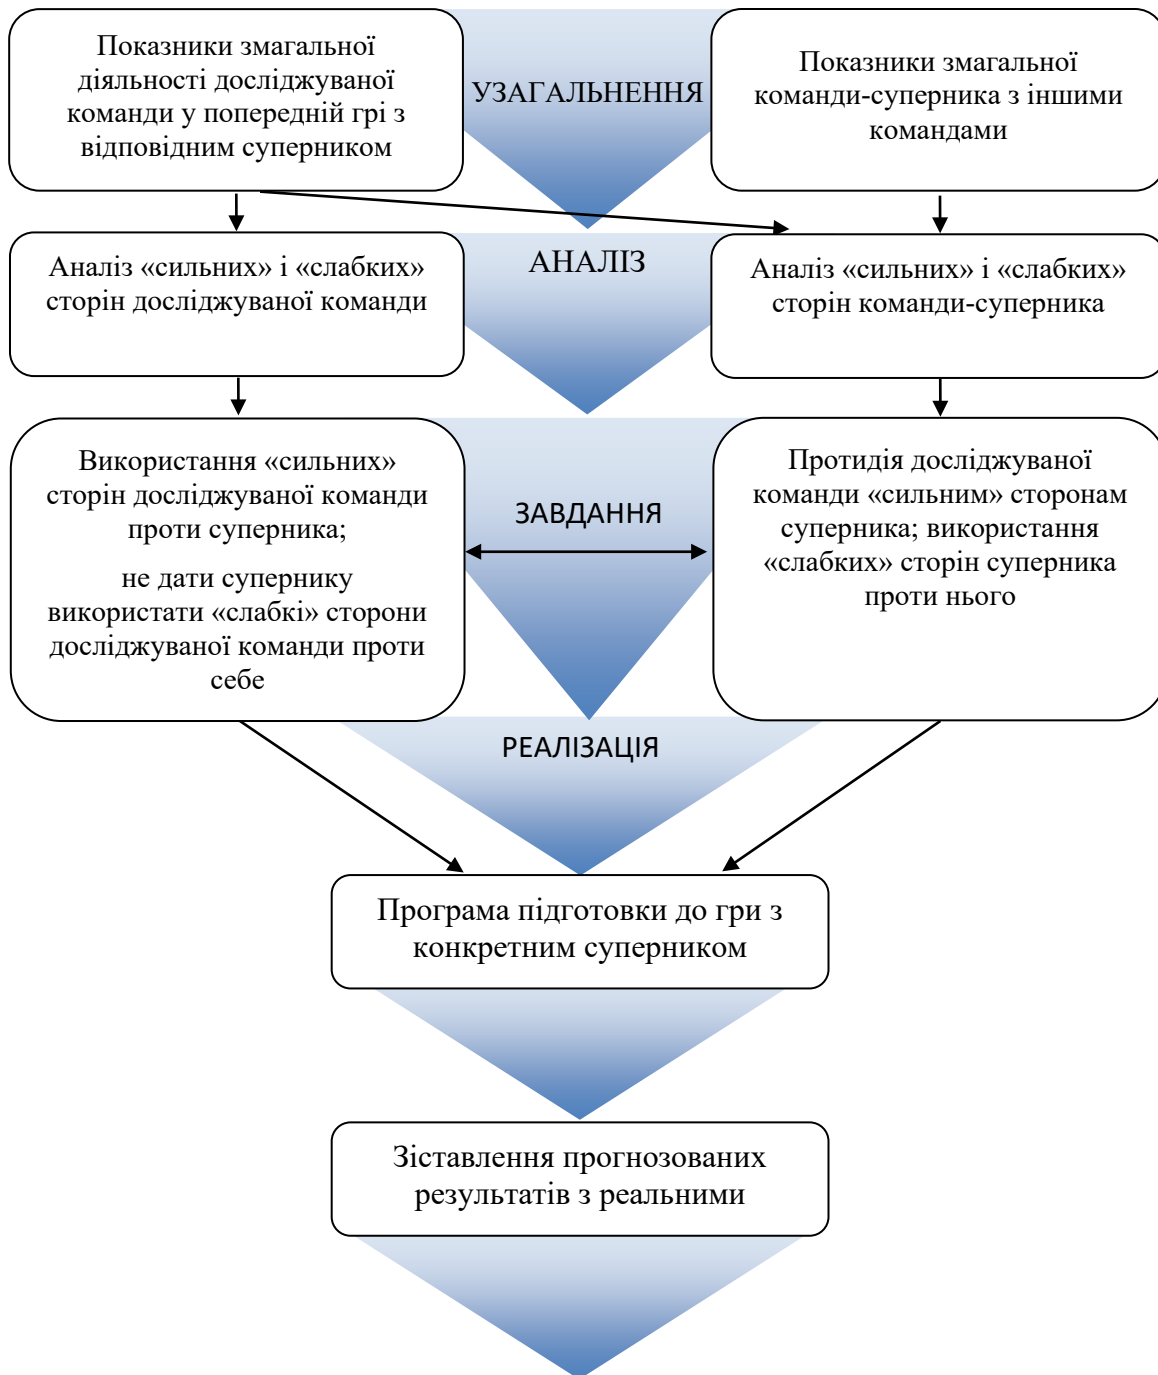 Показники змагальної
діяльності досліджуваної
команди у попередній грі з
відповідним суперником
УЗАГАЛЬНЕННЯ
Показники змагальної
команди-суперника з іншими
командами
Аналіз «сильних» і «слабких»
сторін досліджуваної команди
АНАЛІЗ
Аналіз «сильних» і «слабких»
сторін команди-суперника
Використання «сильних»
сторін досліджуваної команди
проти суперника;
не дати супернику
використати «слабкі» сторони
досліджуваної команди проти
себе
ЗАВДАННЯ
Протидія досліджуваної
команди «сильним» сторонам
суперника; використання
«слабких» сторін суперника
проти нього
РЕАЛІЗАЦІЯ
Програма підготовки до гри з
конкретним суперником
Зіставлення прогнозованих
результатів з реальними